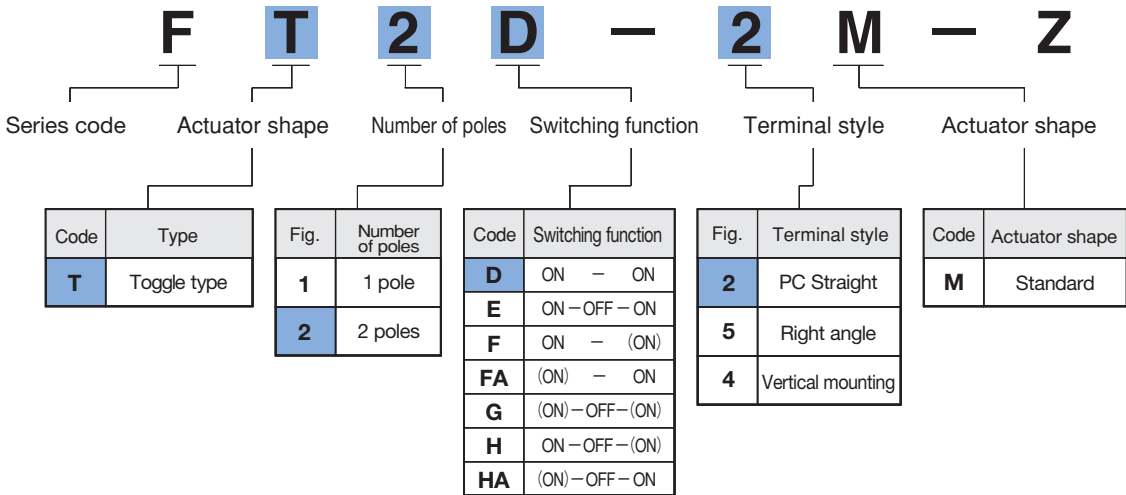 F T 2 D − 2 M − Z
Series code Actuator shape Number of poles Switching function Terminal style Actuator shape
Code Type
T Toggle type
Fig. Number of poles
1 1 pole
2 2 poles
Code Switching function
D ON − ON
E ON−OFF−ON
F ON − (ON)
FA (ON) − ON
G (ON)−OFF−(ON)
H ON−OFF−(ON)
HA (ON)−OFF−ON
Fig. Terminal style
2 PC Straight
5 Right angle
4 Vertical mounting
Code Actuator shape
M Standard